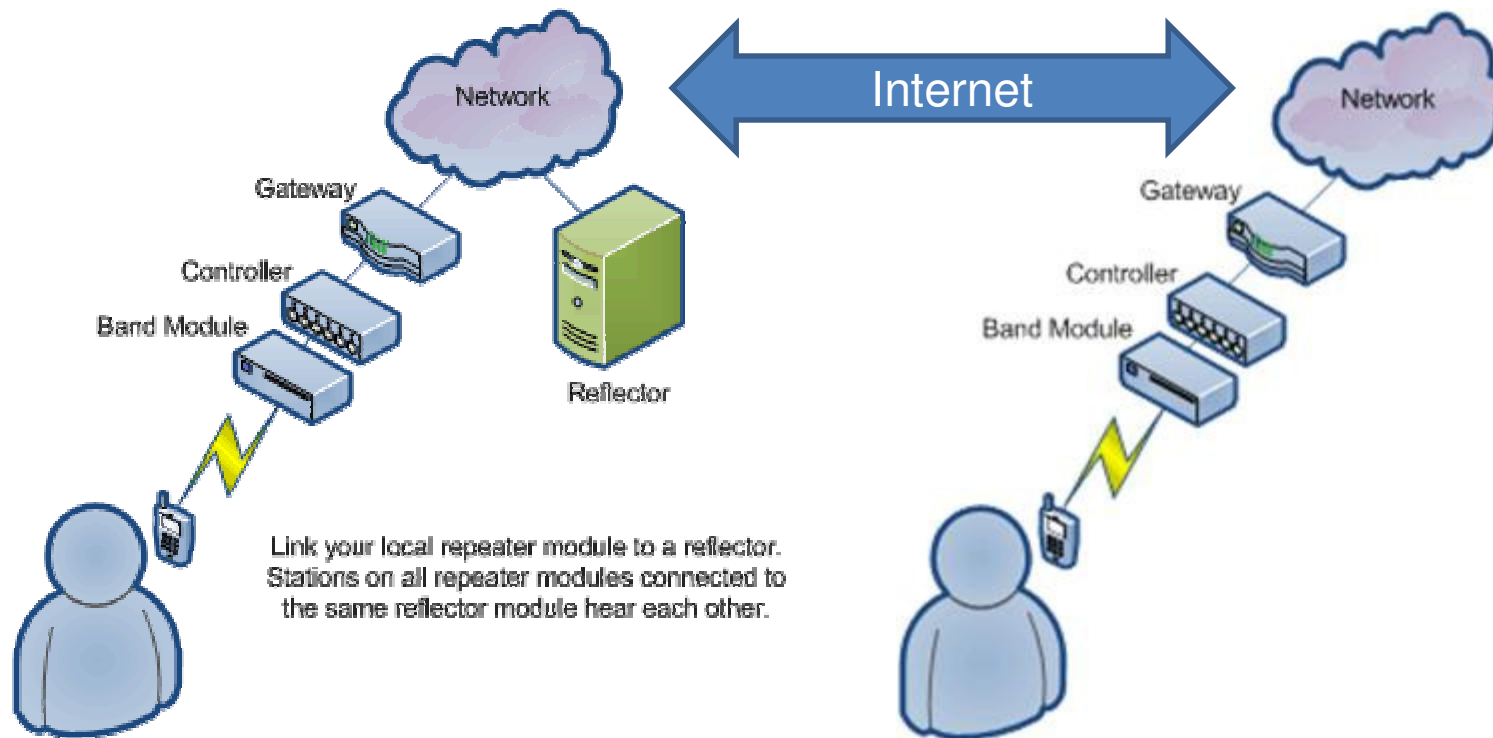 Internet
Network
Gateway
Controller
Band Module
Reflector
Link your local repeater module to a reflector.
Stations on all repeater modules connected to
the same reflector module hear each other.
Network
Gateway
Controller
Band Module